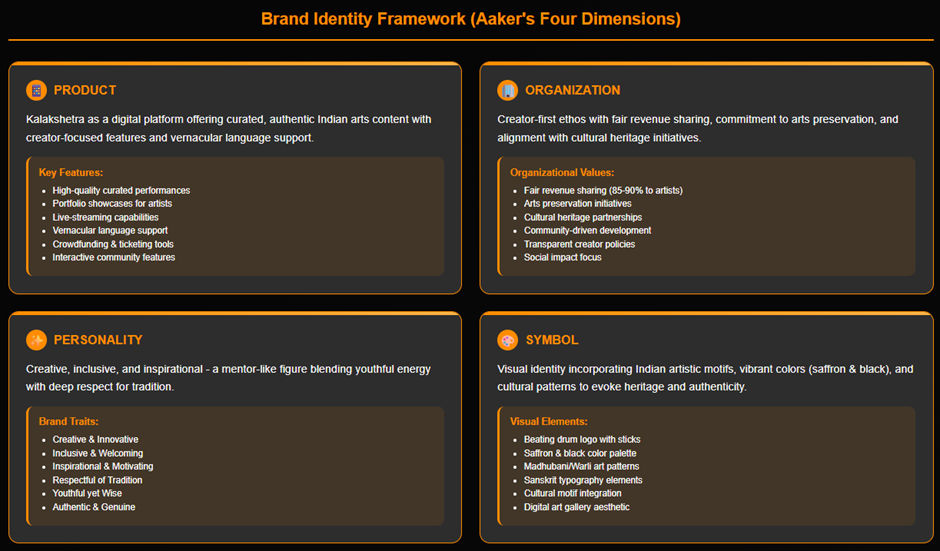 Brand Identity Framework (Aaker's Four Dimensions)
PRODUCT
Kalakshetra as a digital platform offering curated, authentic Indian arts content with
creator-focused features and vernacular language support.
Key Features:
• High-quality curated performances
• Portfolio showcases for artists
• Live-streaming capabilities
• Vernacular language support
• Crowdfunding & ticketing tools
• Interactive community features
ORGANIZATION
Creator-first ethos with fair revenue sharing, commitment to arts preservation, and
alignment with cultural heritage initiatives.
Organizational Values:
• Fair revenue sharing (85-90% to artists)
• Arts preservation initiatives
• Cultural heritage partnerships
• Community-driven development
• Transparent creator policies
• Social impact focus
PERSONALITY
Creative, inclusive, and inspirational - a mentor-like figure blending youthful energy
with deep respect for tradition.
Brand Traits:
• Creative & Innovative
• Inclusive & Welcoming
• Inspirational & Motivating
• Respectful of Tradition
• Youthful yet Wise
• Authentic & Genuine
SYMBOL
Visual identity incorporating Indian artistic motifs, vibrant colors (saffron & black), and
cultural patterns to evoke heritage and authenticity.
Visual Elements:
• Beating drum logo with sticks
• Saffron & black color palette
• Madhubani/Warli art patterns
• Sanskrit typography elements
• Cultural motif integration
• Digital art gallery aesthetic